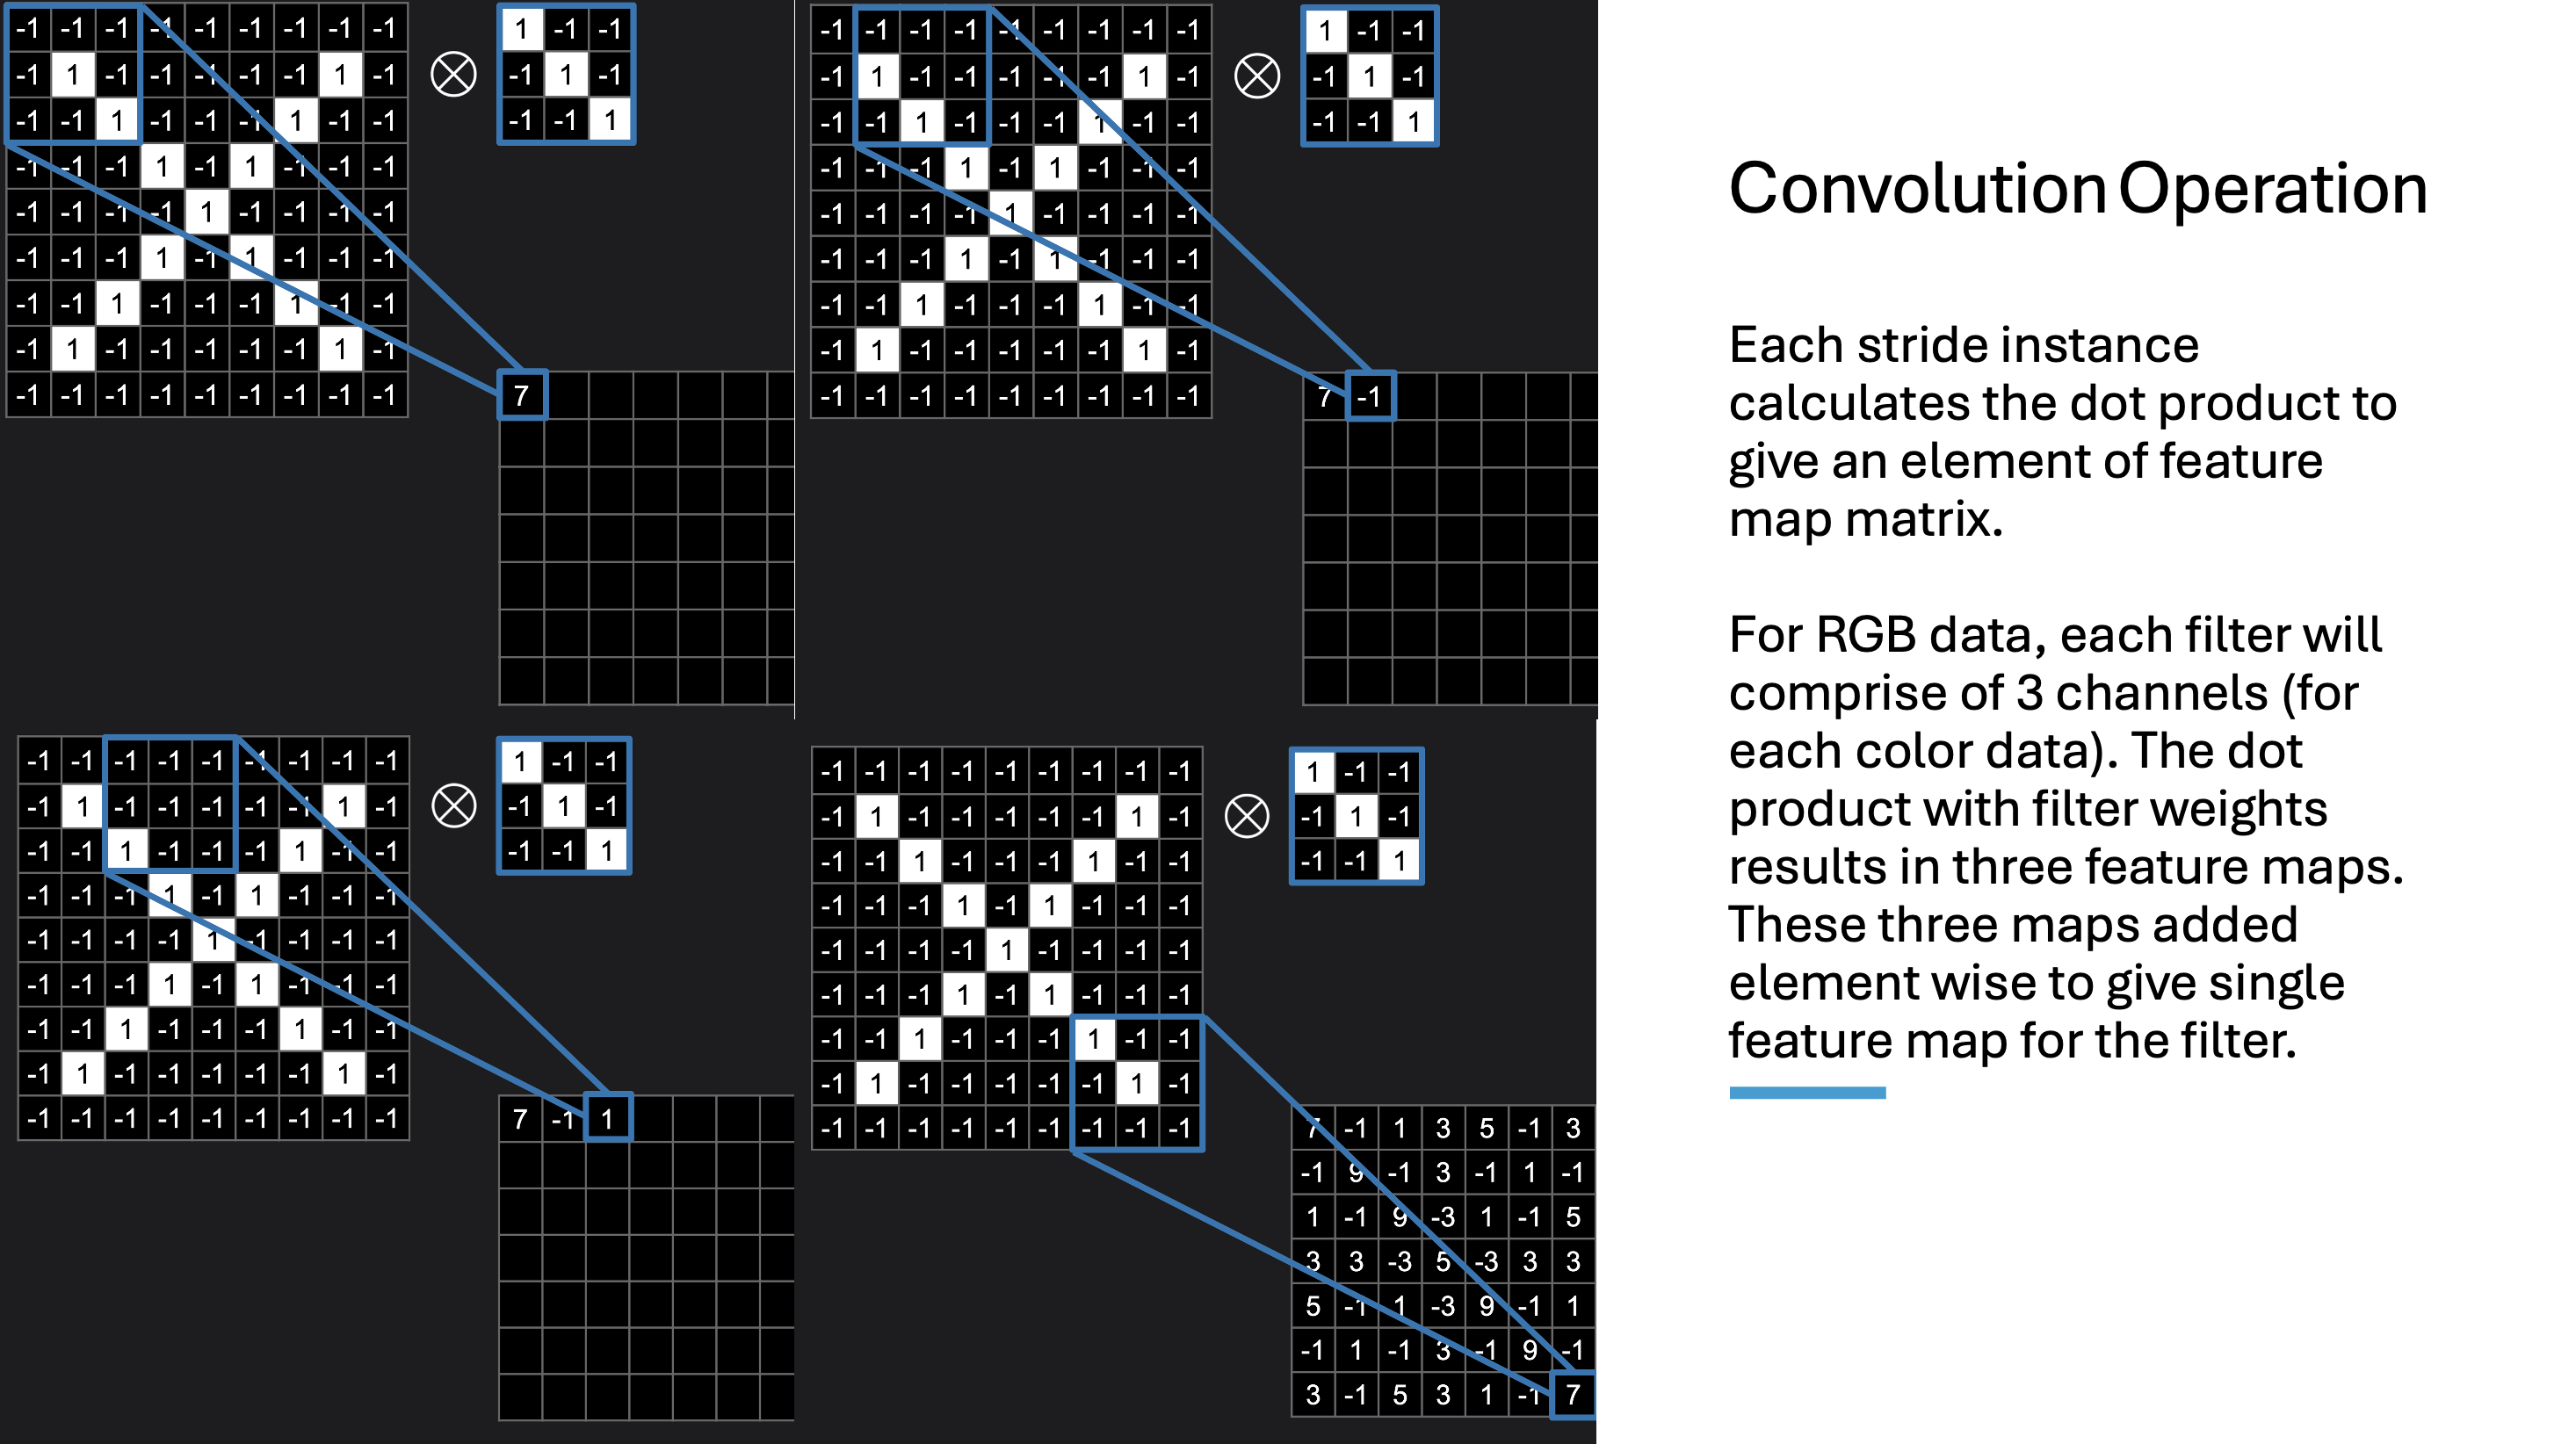 -1 -1 -1 -1 -1 -1 -1 -1 -1
-1 1 -1 -1 -1 -1 -1 1 -1
-1 -1 1 -1 -1 -1 1 -1 -1
-1 -1 -1 1 -1 1 -1 -1 -1
-1 -1 -1 -1 1 -1 -1 -1 -1
-1 -1 -1 1 -1 1 -1 -1 -1
-1 -1 1 -1 -1 -1 1 -1 -1
-1 1 -1 -1 -1 -1 -1 1 -1
-1 -1 -1 -1 -1 -1 -1 -1 -1
1 -1 -1
-1 1 -1
-1 -1 1
7
-1 -1 -1 -1 -1 -1 -1 -1 -1
-1 1 -1 -1 -1 -1 -1 1 -1
-1 -1 1 -1 -1 -1 1 -1 -1
-1 -1 -1 1 -1 1 -1 -1 -1
-1 -1 -1 -1 1 -1 -1 -1 -1
-1 -1 -1 1 -1 1 -1 -1 -1
-1 -1 1 -1 -1 -1 1 -1 -1
-1 1 -1 -1 -1 -1 -1 1 -1
-1 -1 -1 -1 -1 -1 -1 -1 -1
1 -1 -1
-1 1 -1
-1 -1 1
7 -1
-1 -1 -1 -1 -1 -1 -1 -1 -1
-1 1 -1 -1 -1 -1 -1 1 -1
-1 -1 1 -1 -1 -1 1 -1 -1
-1 -1 -1 1 -1 1 -1 -1 -1
-1 -1 -1 -1 1 -1 -1 -1 -1
-1 -1 -1 1 -1 1 -1 -1 -1
-1 -1 1 -1 -1 -1 1 -1 -1
-1 1 -1 -1 -1 -1 -1 1 -1
-1 -1 -1 -1 -1 -1 -1 -1 -1
1 -1 -1
-1 1 -1
-1 -1 1
7 -1 1
-1 -1 -1 -1 -1 -1 -1 -1 -1
-1 1 -1 -1 -1 -1 -1 1 -1
-1 -1 1 -1 -1 -1 1 -1 -1
-1 -1 -1 1 -1 1 -1 -1 -1
-1 -1 -1 -1 1 -1 -1 -1 -1
-1 -1 -1 1 -1 1 -1 -1 -1
-1 -1 1 -1 -1 -1 1 -1 -1
-1 1 -1 -1 -1 -1 -1 1 -1
-1 -1 -1 -1 -1 -1 -1 -1 -1
1 -1 -1
-1 1 -1
-1 -1 1
7 -1 1 3 5 -1 3
-1 9 -1 3 -1 1 -1
1 -1 9 -3 1 -1 5
3 3 -3 5 -3 3 3
5 -1 1 -3 9 -1 1
-1 1 -1 3 -1 9 -1
3 -1 5 3 1 -1 7
Convolution Operation
Each stride instance
calculates the dot product to
give an element of feature
map matrix.
For RGB data, each filter will
comprise of 3 channels (for
each color data). The dot
product with filter weights
results in three feature maps.
These three maps added
element wise to give single
feature map for the filter.